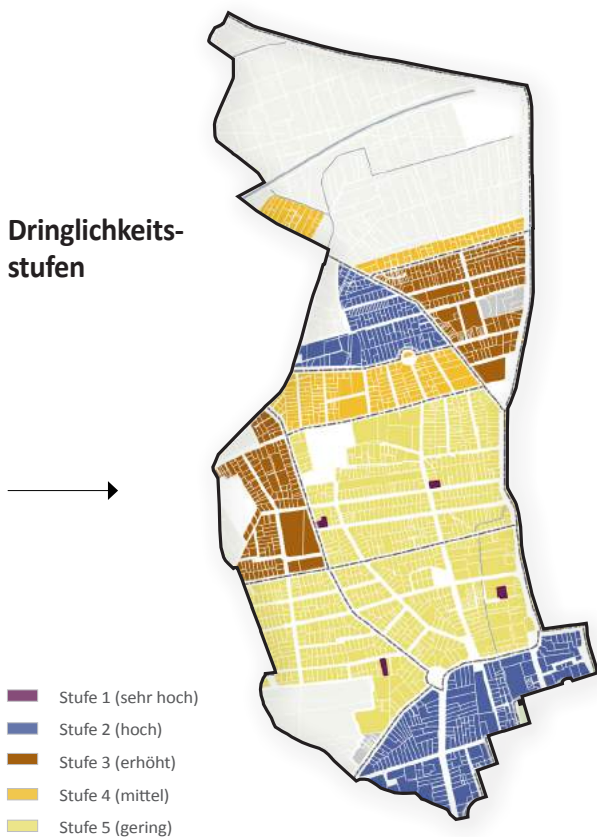 Dringlichkeits-
stufen
Stufe 1 (sehr hoch)
Stufe 2 (hoch)
Stufe 3 (erhöht)
Stufe 4 (mittel)
Stufe 5 (gering)